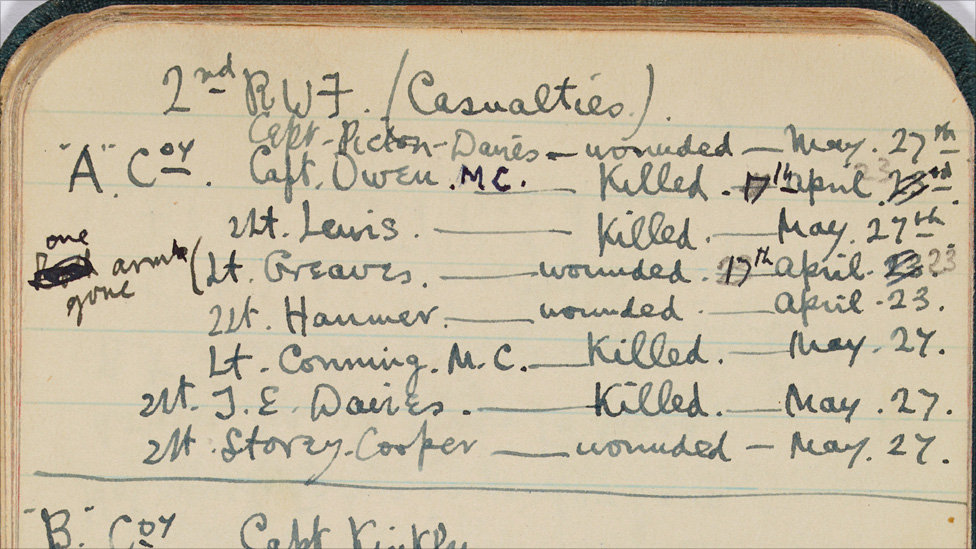 2nd RWF. (Casualties.)
Capt-Picton-Davies - wounded - May. 27th
"A" Coy. Capt. Owen. M.C. — Killed. 17th april 23rd 23
2Lt. Lewis. — Killed. — May. 27th.
one
arm (Lt. Greaves. — wounded. 17th april. 23 23
gone
2Lt. Hanmer. — wounded. — april. 23.
Lt. Conning. M.C. — Killed. — May. 27.
2lt. T.E. Davies. — Killed. — May. 27.
2lt. Storey-Cooper — wounded — May. 27.
"B" Coy Capt Kirkby